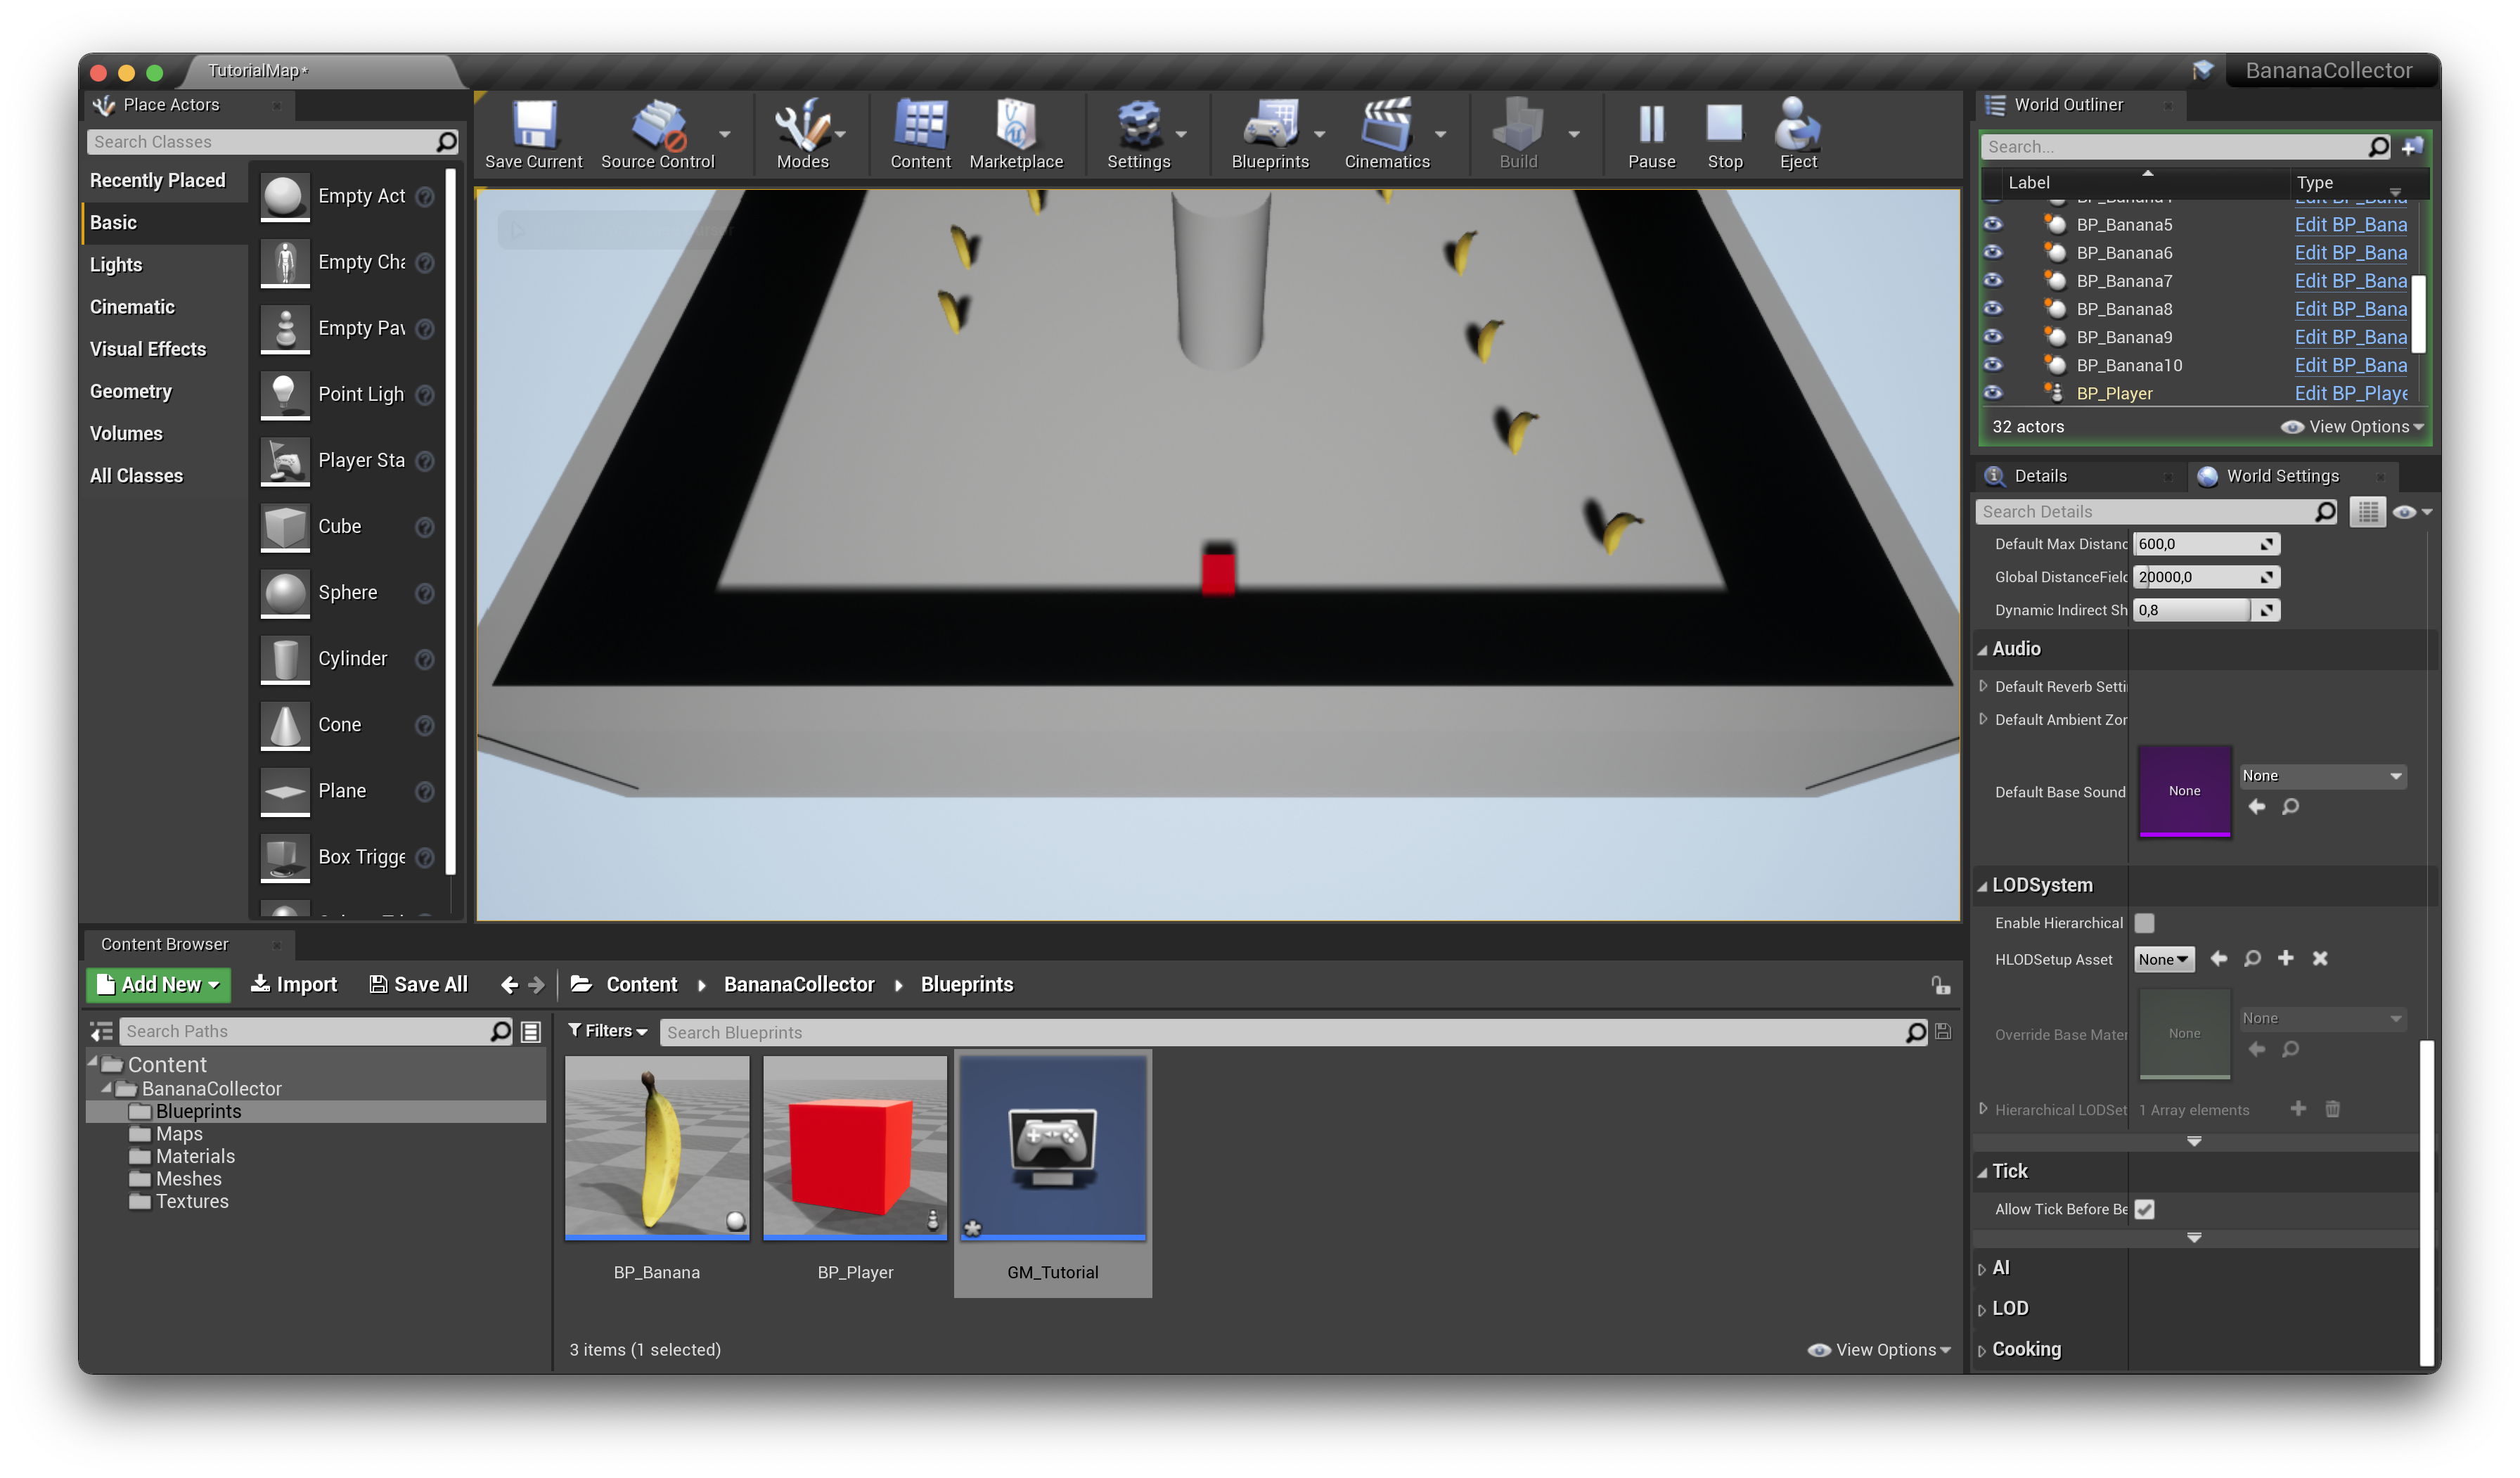 TutorialMap*
BananaCollector
Place Actors
Search Classes
Recently Placed
Basic
Lights
Cinematic
Visual Effects
Geometry
Volumes
All Classes
Empty Act
Empty Cha
Empty Pav
Point Ligh
Player Sta
Cube
Sphere
Cylinder
Cone
Plane
Box Trigge
Save Current
Source Control
Modes
Content
Marketplace
Settings
Blueprints
Cinematics
Build
Pause
Stop
Eject
World Outliner
Search...
Label
Type
BP_Banana5 Edit BP_Bana
BP_Banana6 Edit BP_Bana
BP_Banana7 Edit BP_Bana
BP_Banana8 Edit BP_Bana
BP_Banana9 Edit BP_Bana
BP_Banana10 Edit BP_Bana
BP_Player Edit BP_Playe
32 actors
View Options
Details
World Settings
Search Details
Default Max Distanc 600,0
Global DistanceField 20000,0
Dynamic Indirect Sh 0,8
Audio
Default Reverb Setti
Default Ambient Zor
Default Base Sound
None
None
LODSystem
Enable Hierarchical
HLODSetup Asset
None
Override Base Mater
None
None
Hierarchical LODSet 1 Array elements
Tick
Allow Tick Before Be
AI
LOD
Cooking
Content Browser
Add New
Import
Save All
Content
BananaCollector
Blueprints
Search Paths
Content
BananaCollector
Blueprints
Maps
Materials
Meshes
Textures
Filters
Search Blueprints
BP_Banana
BP_Player
GM_Tutorial
3 items (1 selected)
View Options